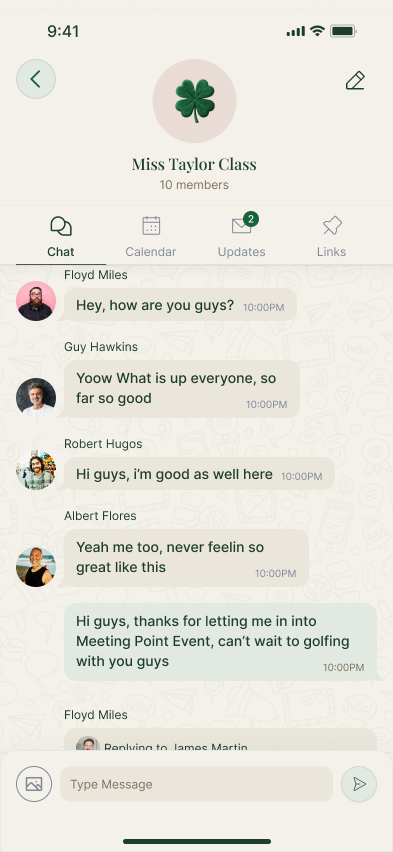 9:41
Miss Taylor Class
10 members
Chat
Calendar
2
Updates
Links
Floyd Miles
Hey, how are you guys? 10:00PM
Guy Hawkins
Yoow What is up everyone, so
far so good
10:00PM
Robert Hugos
Hi guys, i’m good as well here 10:00PM
Albert Flores
Yeah me too, never feelin so
great like this
10:00PM
Hi guys, thanks for letting me in into
Meeting Point Event, can’t wait to golfing
with you guys
10:00PM
Floyd Miles
Replying to James Martin
Type Message